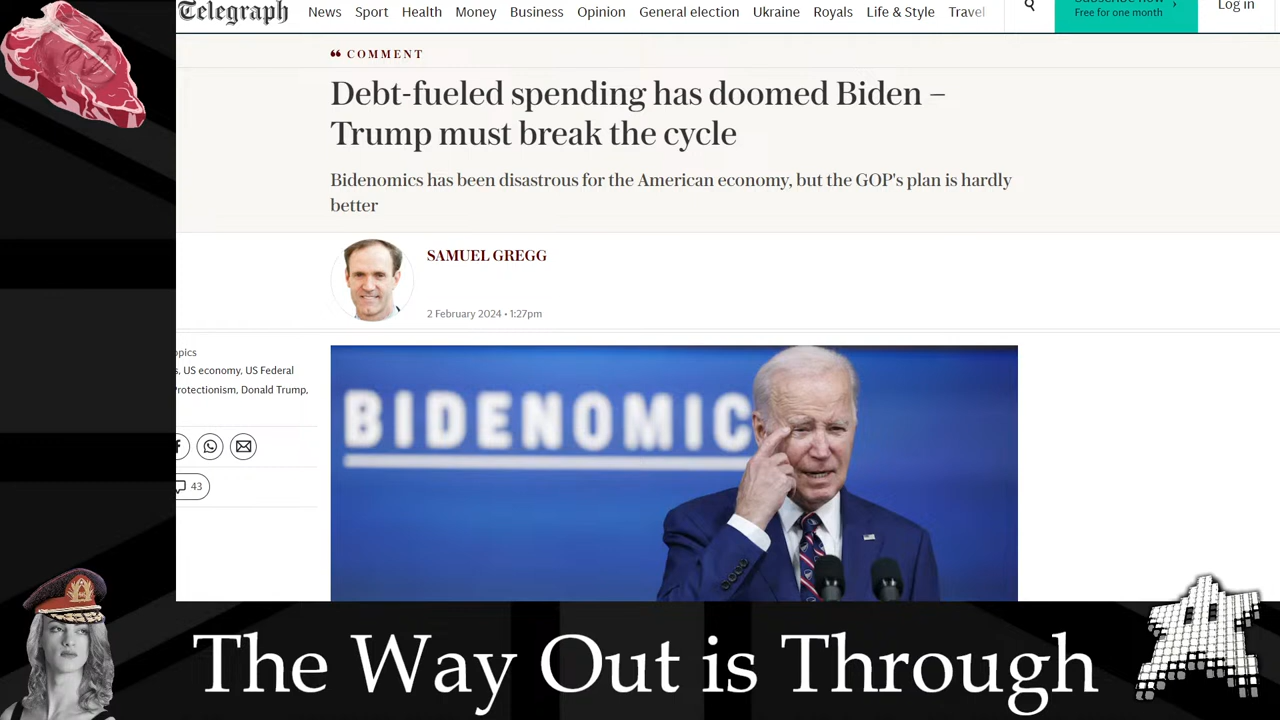 Telegraph
News Sport Health Money Business Opinion General election Ukraine Royals Life & Style Travel
Subscribe now
Free for one month
Log in
“ COMMENT
Debt-fueled spending has doomed Biden –
Trump must break the cycle
Bidenomics has been disastrous for the American economy, but the GOP's plan is hardly
better
SAMUEL GREGG
2 February 2024 • 1:27pm
opics
s, US economy, US Federal
Protectionism, Donald Trump,
43
BIDENOMIC
The Way Out is Through